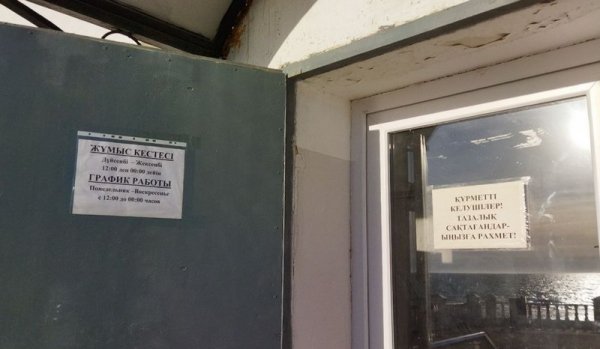 ЖҰМЫС КЕСТЕСІ
Дүйсенбі – Жексенбі
12:00 ден 00:00 дейін
ГРАФИК РАБОТЫ
Понедельник –Воскресенье
с 12:00 до 00:00 часов
ҚҰРМЕТТІ
КЕЛУШІЛЕР!
ТАЗАЛЫҚ
САҚТАҒАНДАР-
ЫҢЫЗҒА РАХМЕТ!